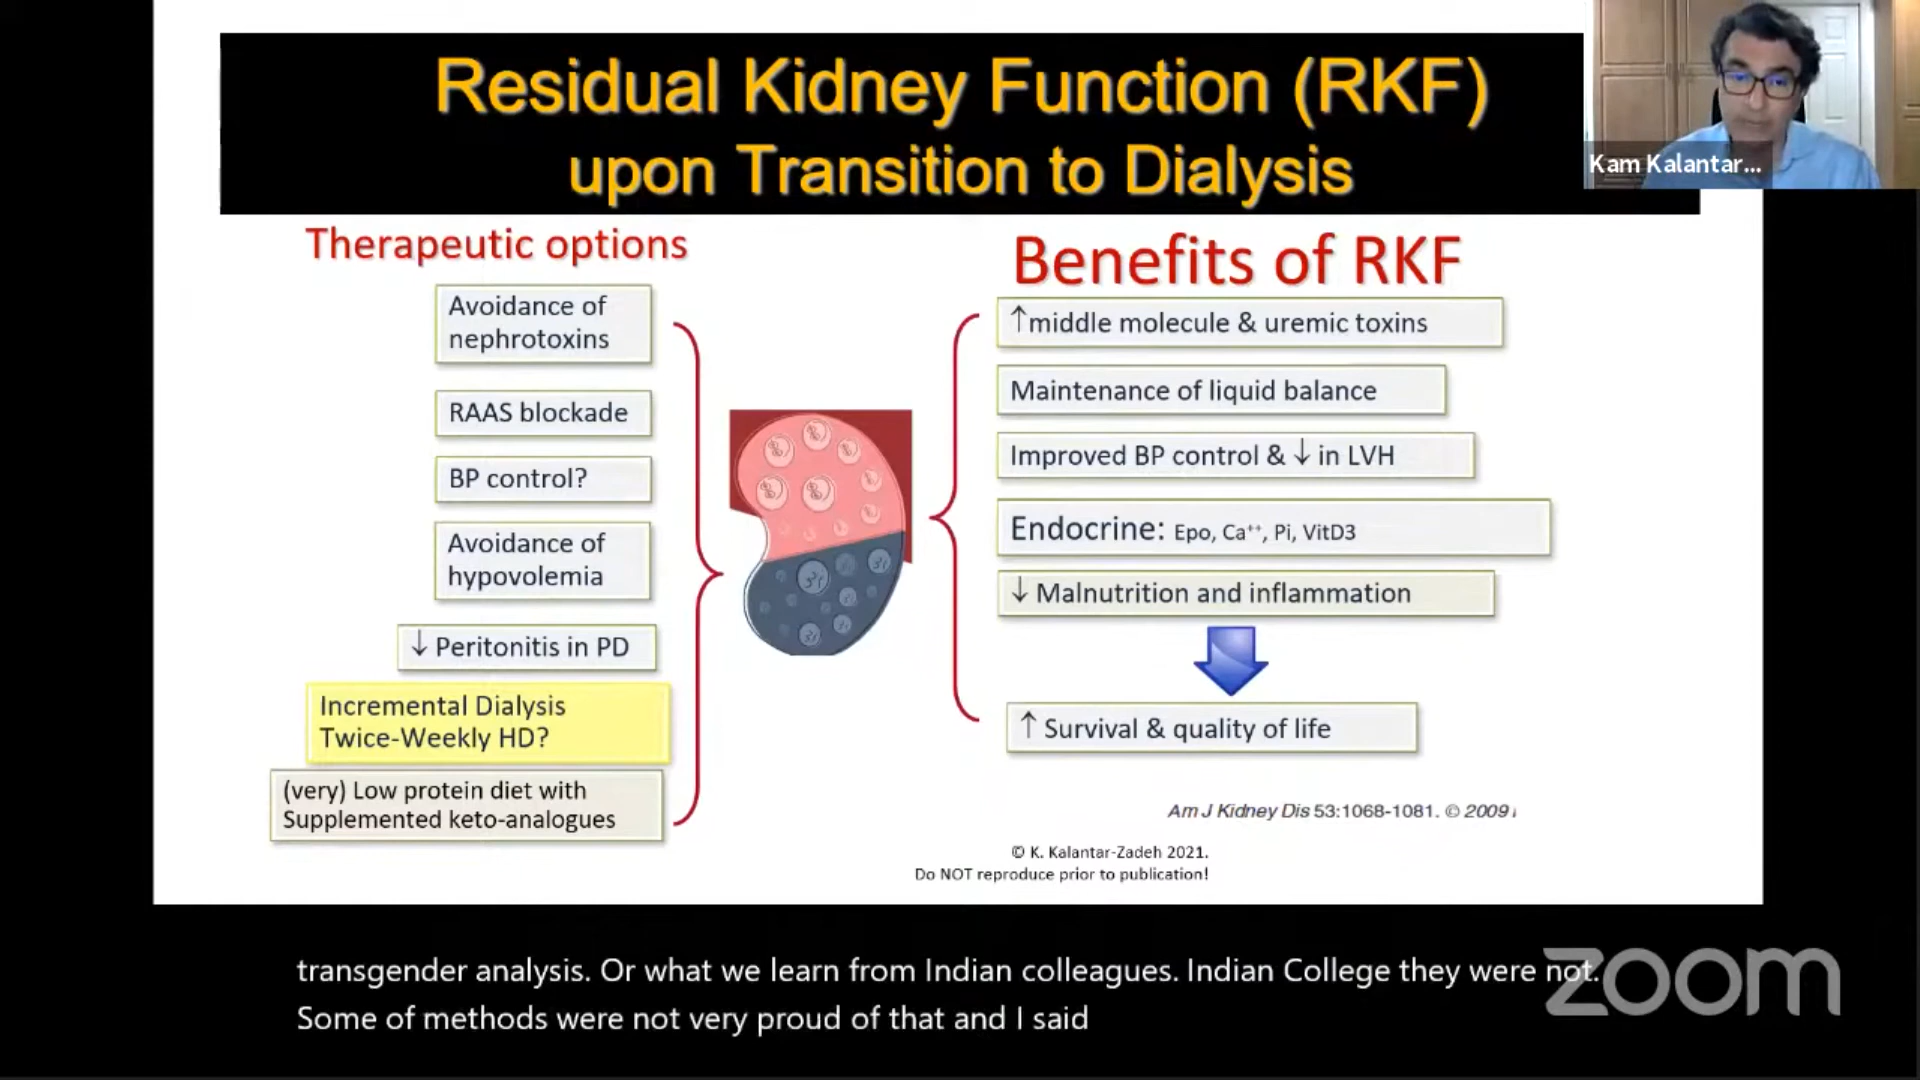 Residual Kidney Function (RKF)
upon Transition to Dialysis
Kam Kalantar...
Therapeutic options
Avoidance of
nephrotoxins
RAAS blockade
BP control?
Avoidance of
hypovolemia
↓ Peritonitis in PD
Incremental Dialysis
Twice-Weekly HD?
(very) Low protein diet with
Supplemented keto-analogues
Benefits of RKF
↑middle molecule & uremic toxins
Maintenance of liquid balance
Improved BP control & ↓ in LVH
Endocrine: Epo, Ca⁺⁺, Pi, VitD3
↓ Malnutrition and inflammation
↑ Survival & quality of life
Am J Kidney Dis 53:1068-1081. © 2009
© K. Kalantar-Zadeh 2021.
Do NOT reproduce prior to publication!
transgender analysis. Or what we learn from Indian colleagues. Indian College they were not.
Some of methods were not very proud of that and I said
zoom